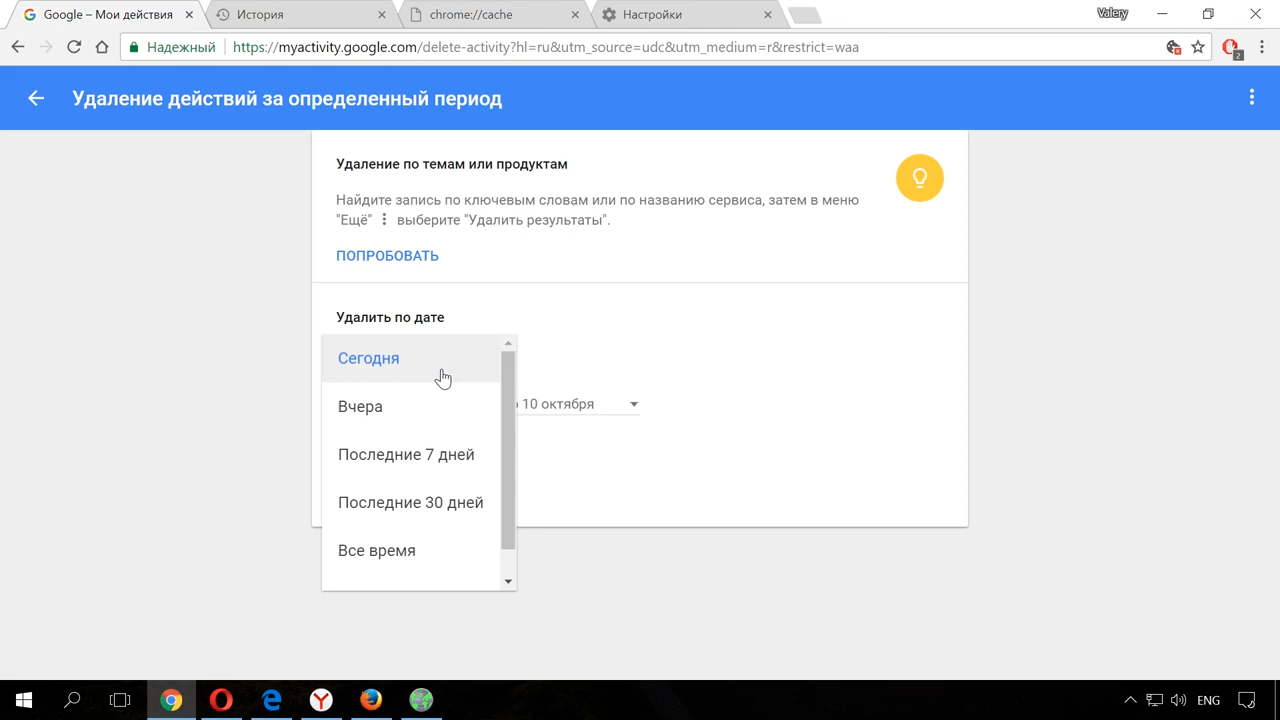 Google – Мои действия
История
chrome://cache
Настройки
Valery
Надежный
https://myactivity.google.com/delete-activity?hl=ru&utm_source=udc&utm_medium=r&restrict=waa
2
Удаление действий за определенный период
Удаление по темам или продуктам
Найдите запись по ключевым словам или по названию сервиса, затем в меню
"Ещё" выберите "Удалить результаты".
ПОПРОБОВАТЬ
Удалить по дате
Сегодня
Вчера
10 октября
Последние 7 дней
Последние 30 дней
Все время
ENG